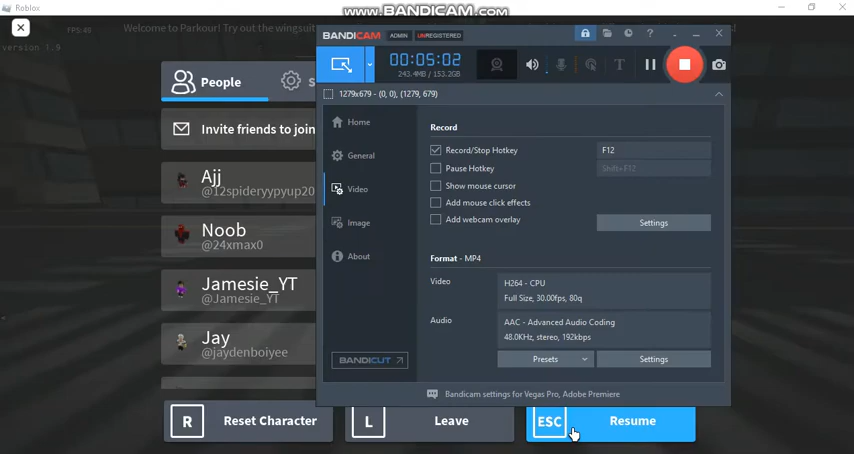 Roblox
www.BANDICAM.com
FPS:49
Welcome to Parkour! Try out the wingsuit
version 1.9
People
S
Invite friends to join
Ajj
@12spideryypyup20
Noob
@24xmax0
Jamesie_YT
@Jamesie_YT
Jay
@jaydenboiyee
BANDICAM
ADMIN
UNREGISTERED
00:05:02
243.4MB / 153.2GB
1279x679 - (0, 0), (1279, 679)
Home
General
Video
Image
About
BANDICUT
Record
Record/Stop Hotkey
F12
Pause Hotkey
Shift+F12
Show mouse cursor
Add mouse click effects
Add webcam overlay
Settings
Format - MP4
Video
H264 - CPU
Full Size, 30.00fps, 80q
Audio
AAC - Advanced Audio Coding
48.0KHz, stereo, 192kbps
Presets
Settings
Bandicam settings for Vegas Pro, Adobe Premiere
R
Reset Character
L
Leave
ESC
Resume